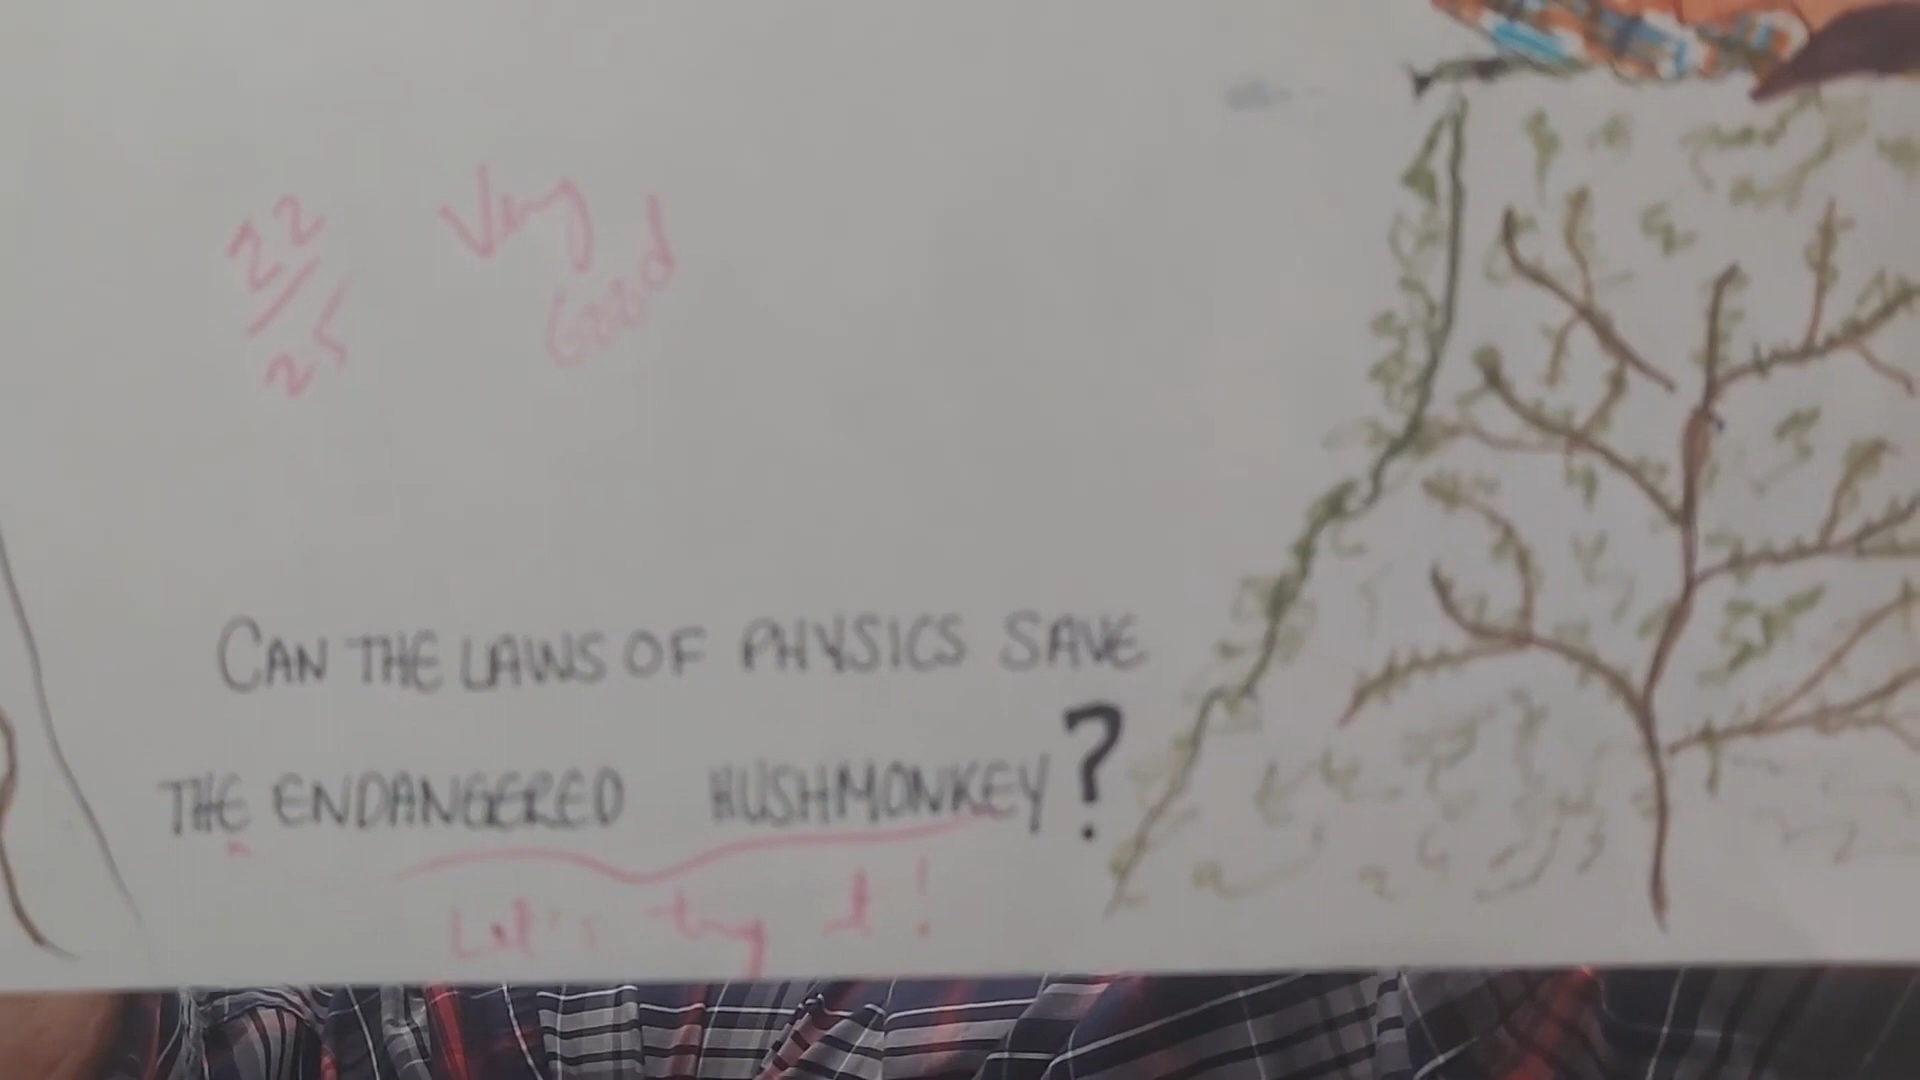 22
25
Very
Good
CAN THE LAWS OF PHYSICS SAVE
THE ENDANGERED HUSHMONKEY?
Let's try it!